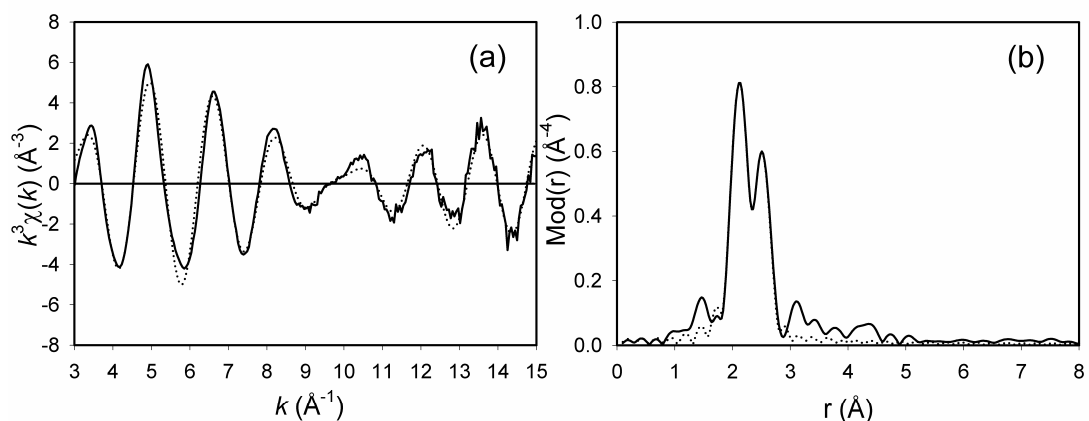 (a)
k³χ(k) (Å⁻³)
8
6
4
2
0
-2
-4
-6
-8
3 4 5 6 7 8 9 10 11 12 13 14 15
k (Å⁻¹)
(b)
Mod(r) (Å⁻⁴)
1.0
0.8
0.6
0.4
0.2
0.0
0 1 2 3 4 5 6 7 8
r (Å)